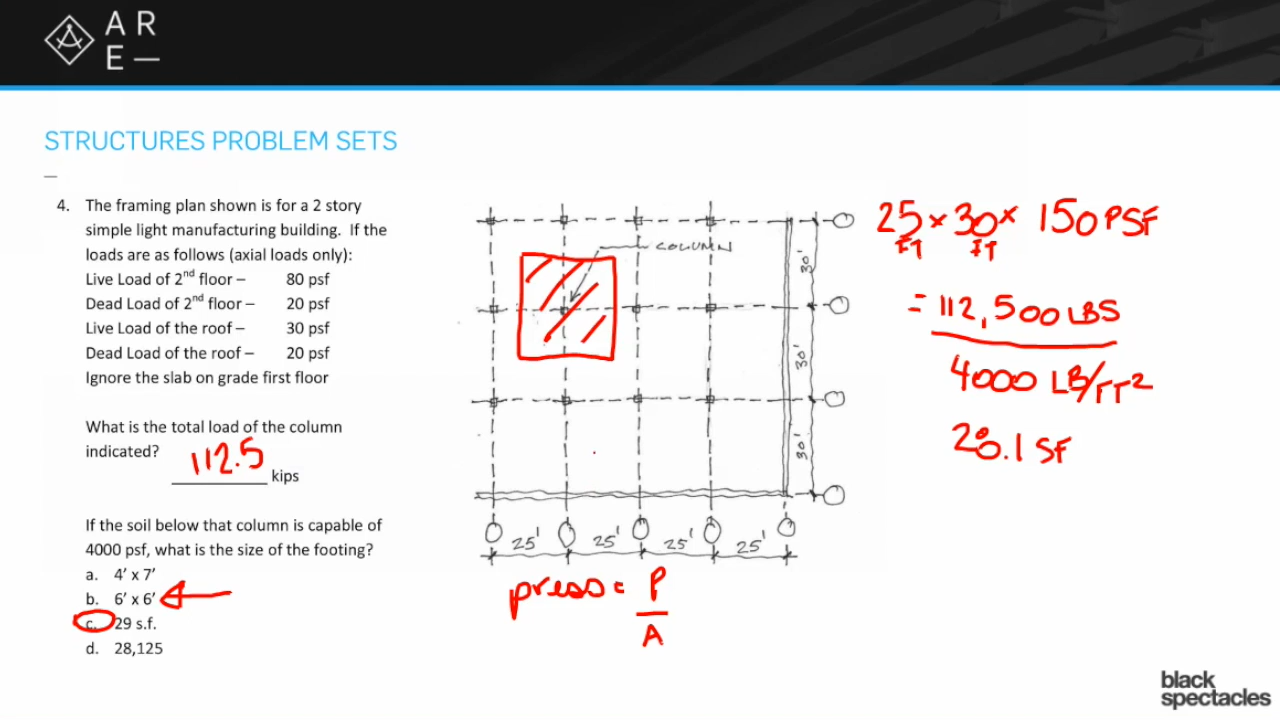 A R
E —
STRUCTURES PROBLEM SETS
4. The framing plan shown is for a 2 story
simple light manufacturing building. If the
loads are as follows (axial loads only):
Live Load of 2nd floor – 80 psf
Dead Load of 2nd floor – 20 psf
Live Load of the roof – 30 psf
Dead Load of the roof – 20 psf
Ignore the slab on grade first floor
What is the total load of the column
indicated?
112.5 kips
If the soil below that column is capable of
4000 psf, what is the size of the footing?
a. 4' x 7'
b. 6' x 6'
c. 29 s.f.
d. 28,125
COLUMN
30'
30'
30'
25' 25' 25' 25'
press = P
A
25 x 30 x 150 PSF
FT FT
= 112,500 LBS
4000 LB/FT2
28.1 SF
black
spectacles